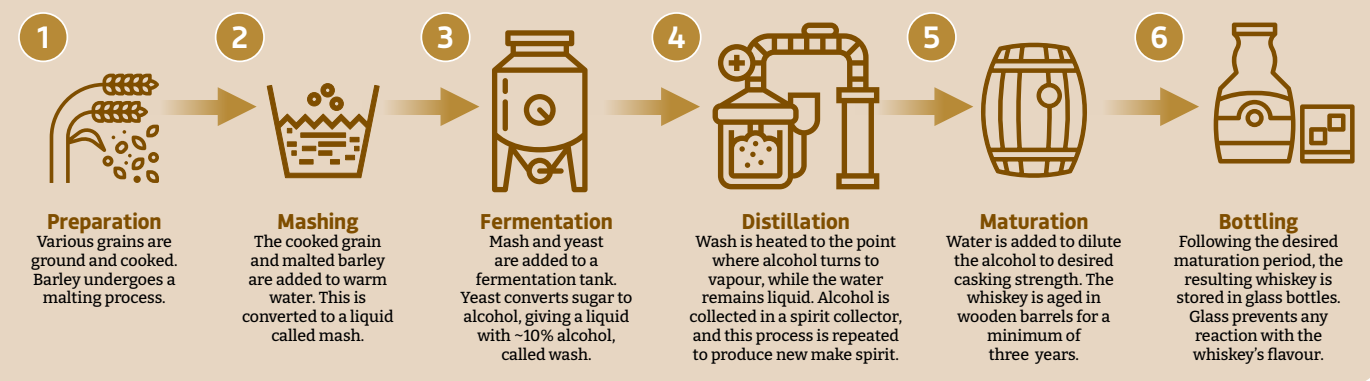 1
Preparation
Various grains are
ground and cooked.
Barley undergoes a
malting process.
2
Mashing
The cooked grain
and malted barley
are added to warm
water. This is
converted to a liquid
called mash.
3
Fermentation
Mash and yeast
are added to a
fermentation tank.
Yeast converts sugar to
alcohol, giving a liquid
with ~10% alcohol,
called wash.
4
Distillation
Wash is heated to the point
where alcohol turns to
vapour, while the water
remains liquid. Alcohol is
collected in a spirit collector,
and this process is repeated
to produce new make spirit.
5
Maturation
Water is added to dilute
the alcohol to desired
casking strength. The
whiskey is aged in
wooden barrels for a
minimum of
three years.
6
Bottling
Following the desired
maturation period, the
resulting whiskey is
stored in glass bottles.
Glass prevents any
reaction with the
whiskey's flavour.